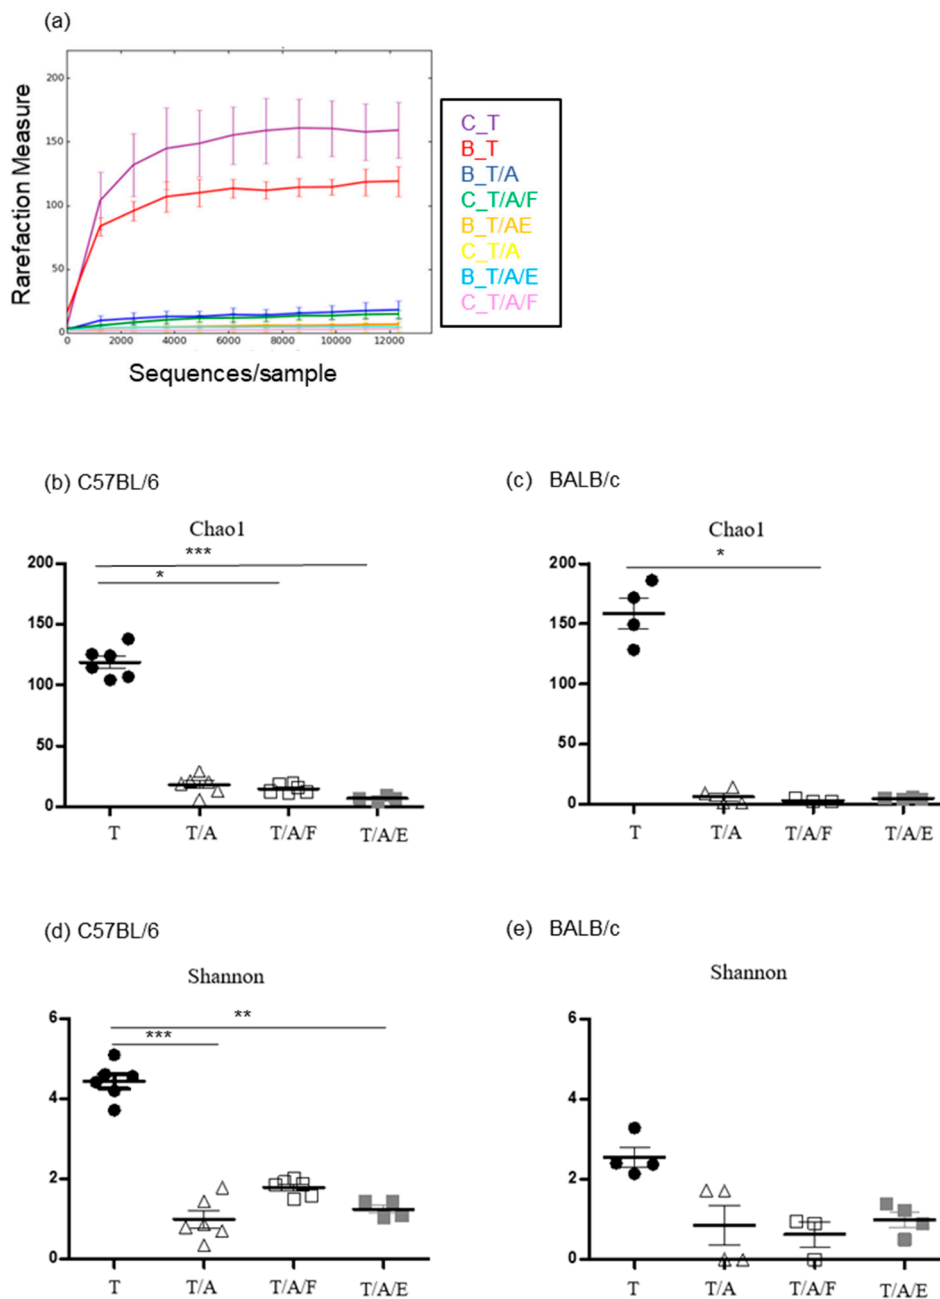 (a)
200
150
100
50
0
Rarefaction Measure
0 2000 4000 6000 8000 10000 12000
Sequences/sample
C_T
B_T
B_T/A
C_T/A/F
B_T/AE
C_T/A
B_T/A/E
C_T/A/F
(b) C57BL/6
Chao1
***
*
200
150
100
50
0
T T/A T/A/F T/A/E
(c) BALB/c
Chao1
*
200
150
100
50
0
T T/A T/A/F T/A/E
(d) C57BL/6
Shannon
**
***
6
4
2
0
T T/A T/A/F T/A/E
(e) BALB/c
Shannon
6
4
2
0
T T/A T/A/F T/A/E